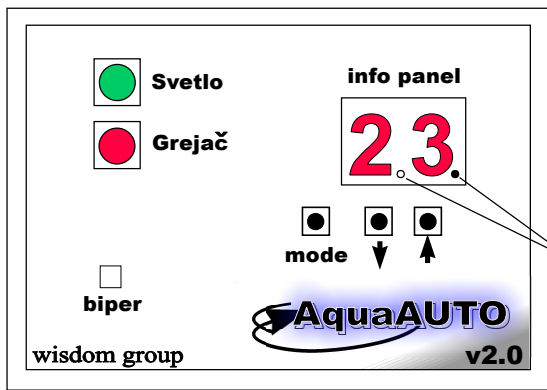 Svetlo
Grejač
info panel
2.3.
mode
biper
AquaAUTO
wisdom group
v2.0